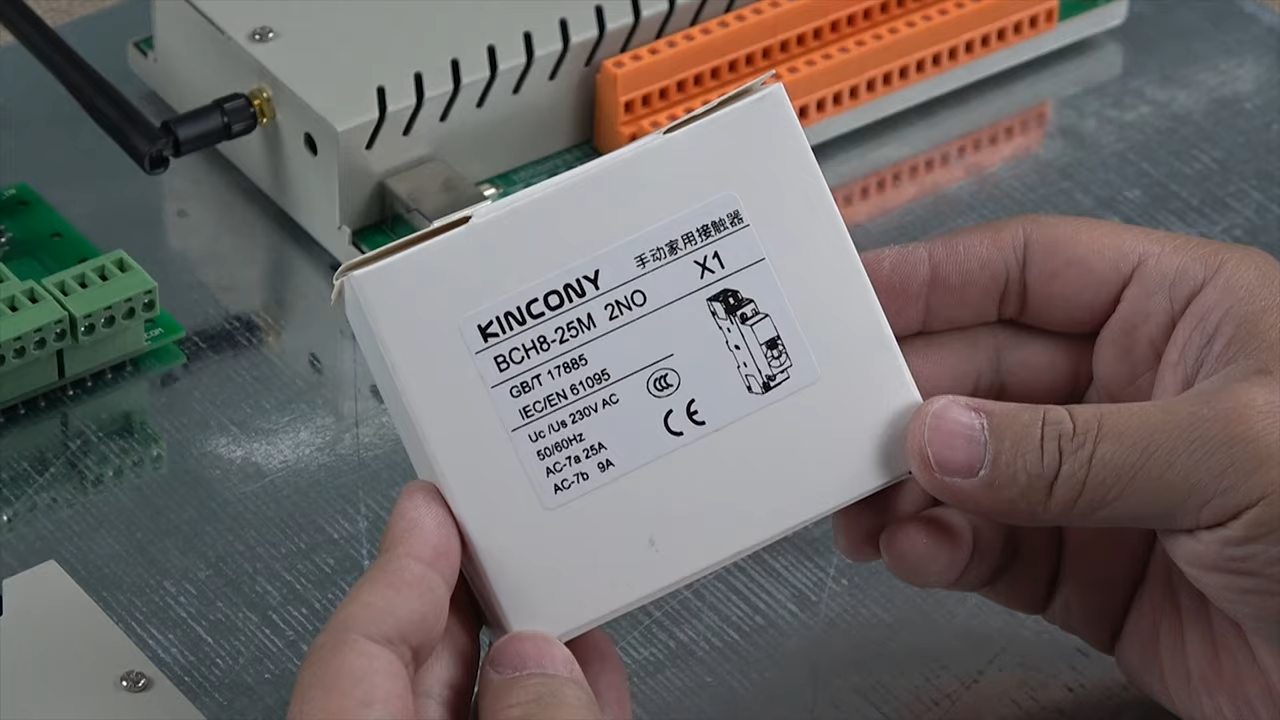 KINCONY 手动家用接触器
BCH8-25M 2NO X1
GB/T 17885
IEC/EN 61095
Uc /Us 230V AC
50/60Hz
AC-7a 25A
AC-7b 9A
CCC
CE